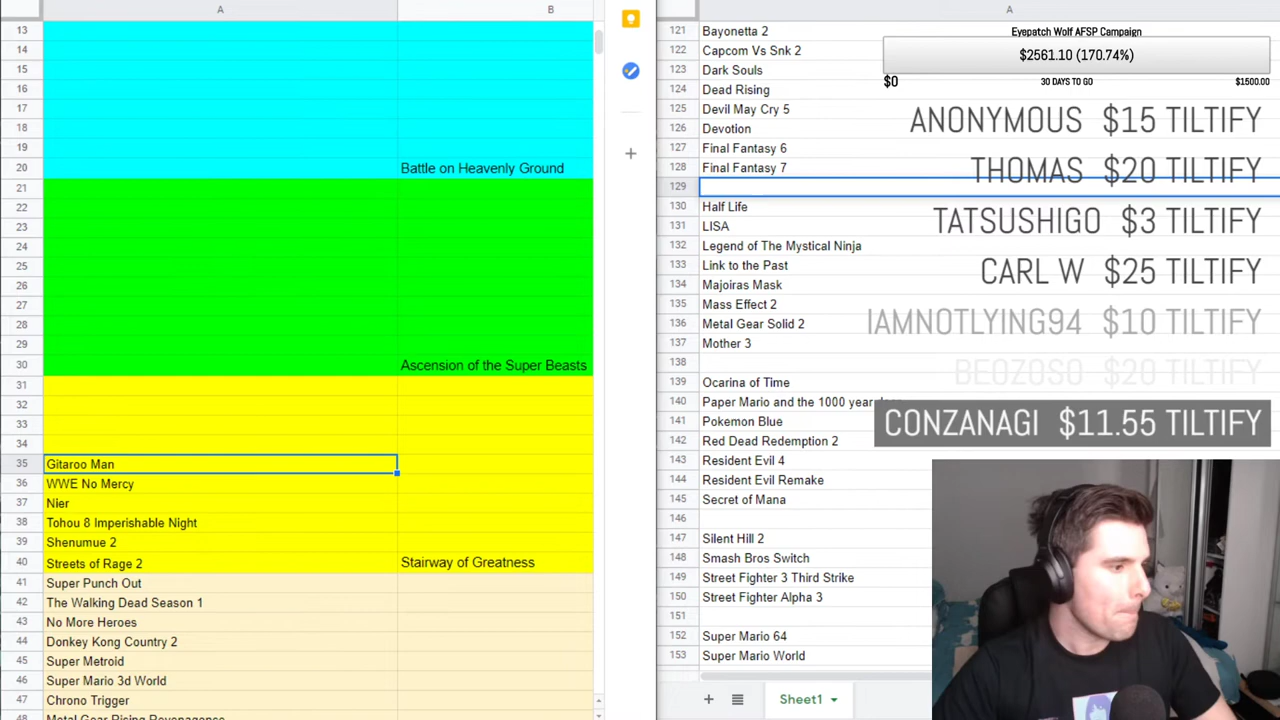 A
B
13
14
15
16
17
18
19
20 Battle on Heavenly Ground
21
22
23
24
25
26
27
28
29
30 Ascension of the Super Beasts
31
32
33
34
35 Gitaroo Man
36 WWE No Mercy
37 Nier
38 Tohou 8 Imperishable Night
39 Shenumue 2
40 Streets of Rage 2 Stairway of Greatness
41 Super Punch Out
42 The Walking Dead Season 1
43 No More Heroes
44 Donkey Kong Country 2
45 Super Metroid
46 Super Mario 3d World
47 Chrono Trigger
48 Metal Gear Rising Revengeance
A
121 Bayonetta 2
122 Capcom Vs Snk 2
123 Dark Souls
124 Dead Rising
125 Devil May Cry 5
126 Devotion
127 Final Fantasy 6
128 Final Fantasy 7
129
130 Half Life
131 LISA
132 Legend of The Mystical Ninja
133 Link to the Past
134 Majoiras Mask
135 Mass Effect 2
136 Metal Gear Solid 2
137 Mother 3
138
139 Ocarina of Time
140 Paper Mario and the 1000 year
141 Pokemon Blue
142 Red Dead Redemption 2
143 Resident Evil 4
144 Resident Evil Remake
145 Secret of Mana
146
147 Silent Hill 2
148 Smash Bros Switch
149 Street Fighter 3 Third Strike
150 Street Fighter Alpha 3
151
152 Super Mario 64
153 Super Mario World
Sheet1
Eyepatch Wolf AFSP Campaign
$2561.10 (170.74%)
$0 30 DAYS TO GO $1500.00
ANONYMOUS $15 TILTIFY
THOMAS $20 TILTIFY
TATSUSHIGO $3 TILTIFY
CARL W $25 TILTIFY
IAMNOTLYING94 $10 TILTIFY
BEOZOSO $20 TILTIFY
CONZANAGI $11.55 TILTIFY